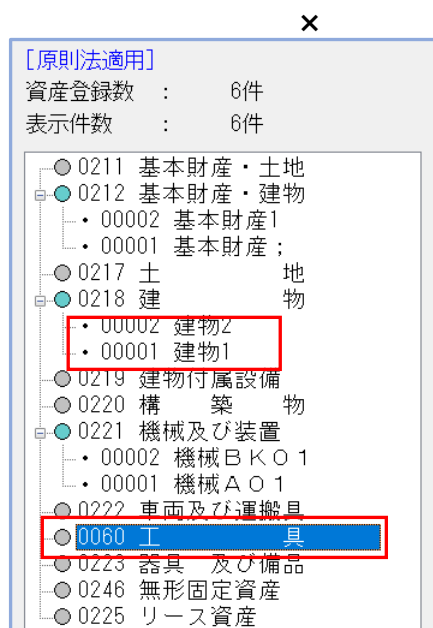 ×
[原則法適用]
資産登録数 : 6件
表示件数 : 6件
0211 基本財産・土地
0212 基本財産・建物
・00002 基本財産1
・00001 基本財産;
0217 土 地
0218 建 物
・00002 建物2
・00001 建物1
0219 建物付属設備
0220 構 築 物
0221 機械及び装置
・00002 機械BK01
・00001 機械A01
0222 車両及び運搬具
0060 工 具
0223 器具 及び備品
0246 無形固定資産
0225 リース資産